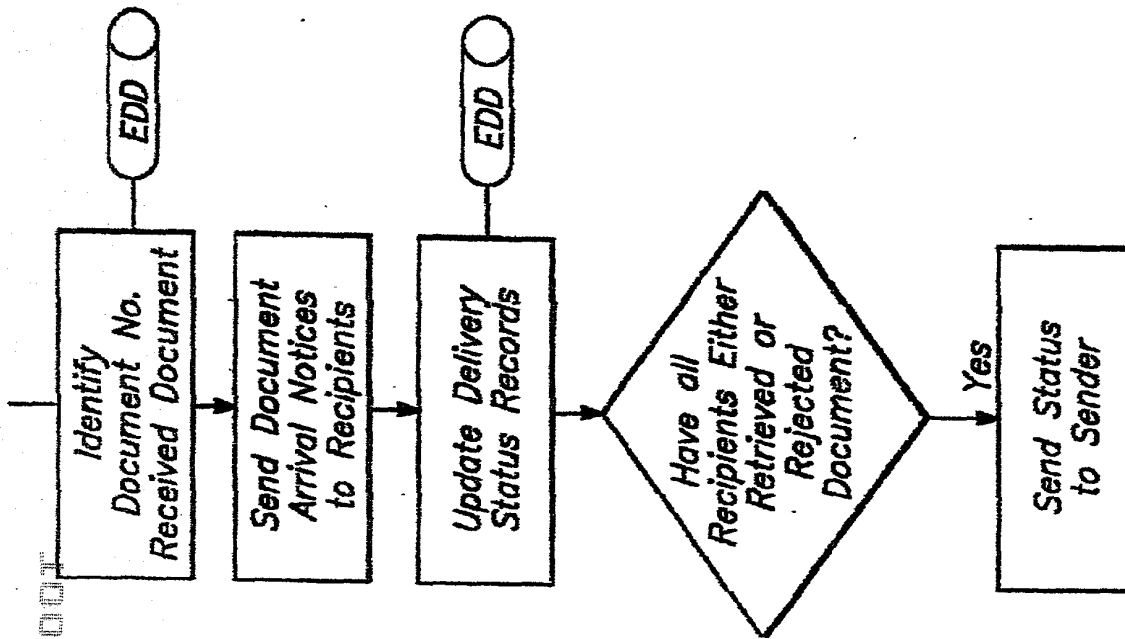 Identify
Document No.
Received Document
EDD
Send Document
Arrival Notices
to Recipients
Update Delivery
Status Records
EDD
Have all
Recipients Either
Retrieved or
Rejected
Document?
Yes
Send Status
to Sender